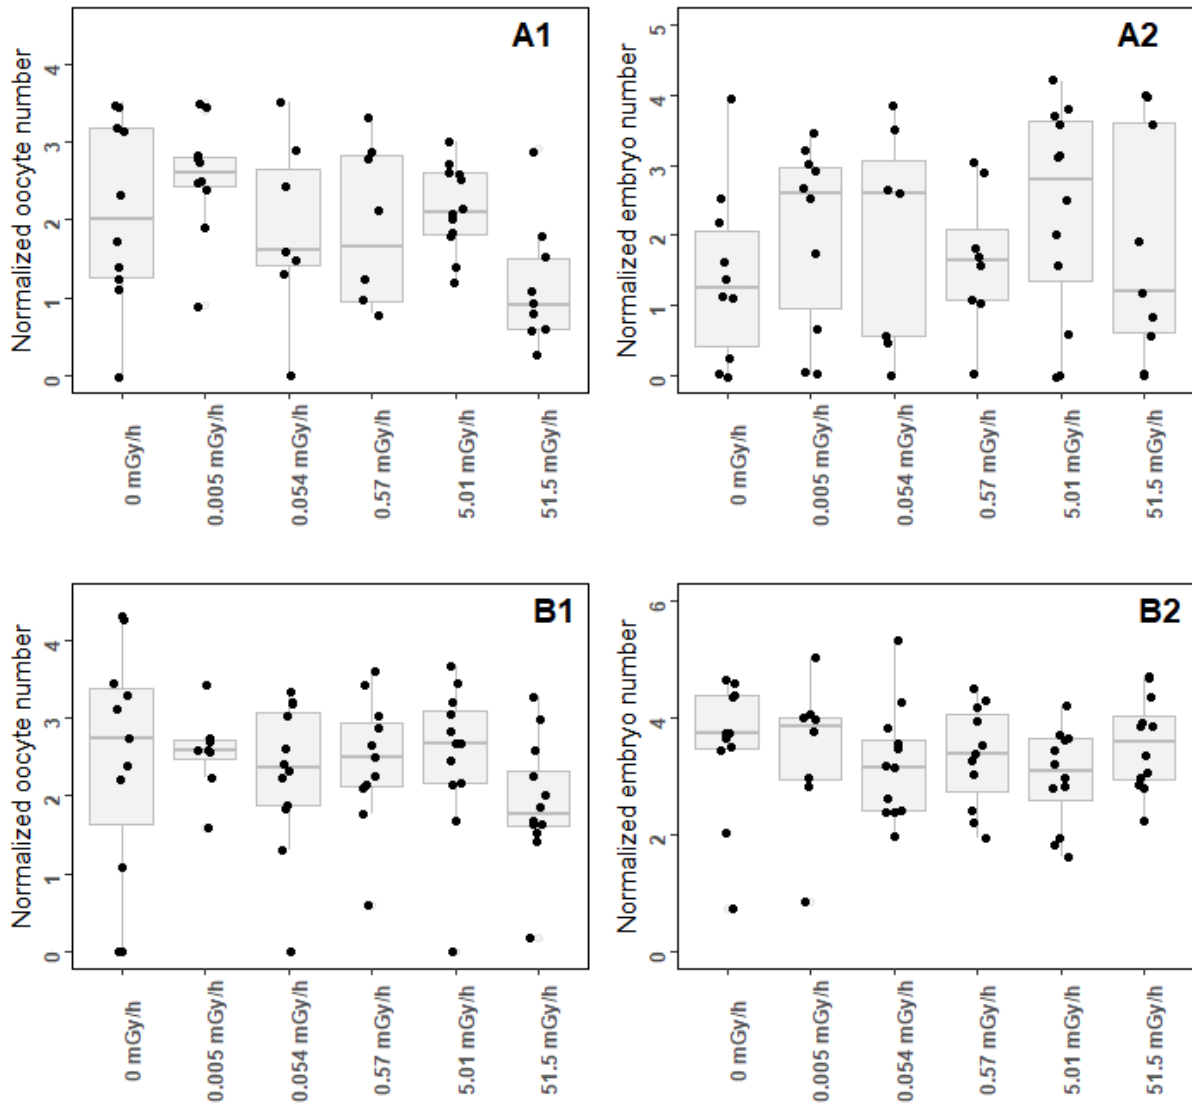 A1
Normalized oocyte number
4
3
2
1
0
0 mGy/h
0.005 mGy/h
0.054 mGy/h
0.57 mGy/h
5.01 mGy/h
51.5 mGy/h
A2
Normalized embryo number
5
4
3
2
1
0
0 mGy/h
0.005 mGy/h
0.054 mGy/h
0.57 mGy/h
5.01 mGy/h
51.5 mGy/h
B1
Normalized oocyte number
4
3
2
1
0
0 mGy/h
0.005 mGy/h
0.054 mGy/h
0.57 mGy/h
5.01 mGy/h
51.5 mGy/h
B2
Normalized embryo number
6
4
2
0
0 mGy/h
0.005 mGy/h
0.054 mGy/h
0.57 mGy/h
5.01 mGy/h
51.5 mGy/h